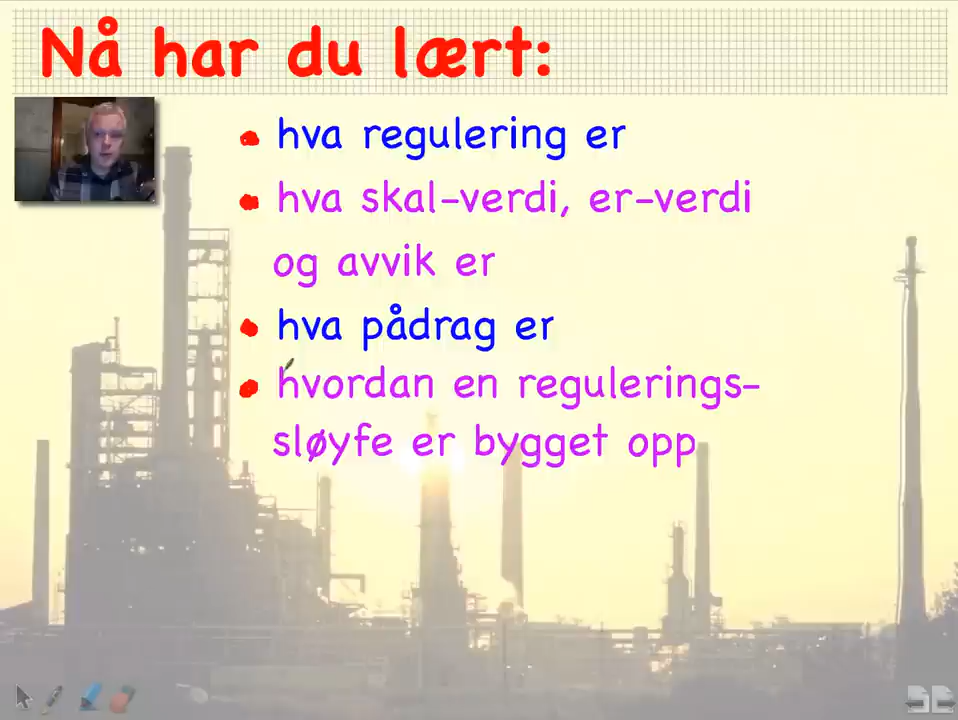 Nå har du lært:
hva regulering er
hva skal-verdi, er-verdi
og avvik er
hva pådrag er
hvordan en regulerings-
sløyfe er bygget opp